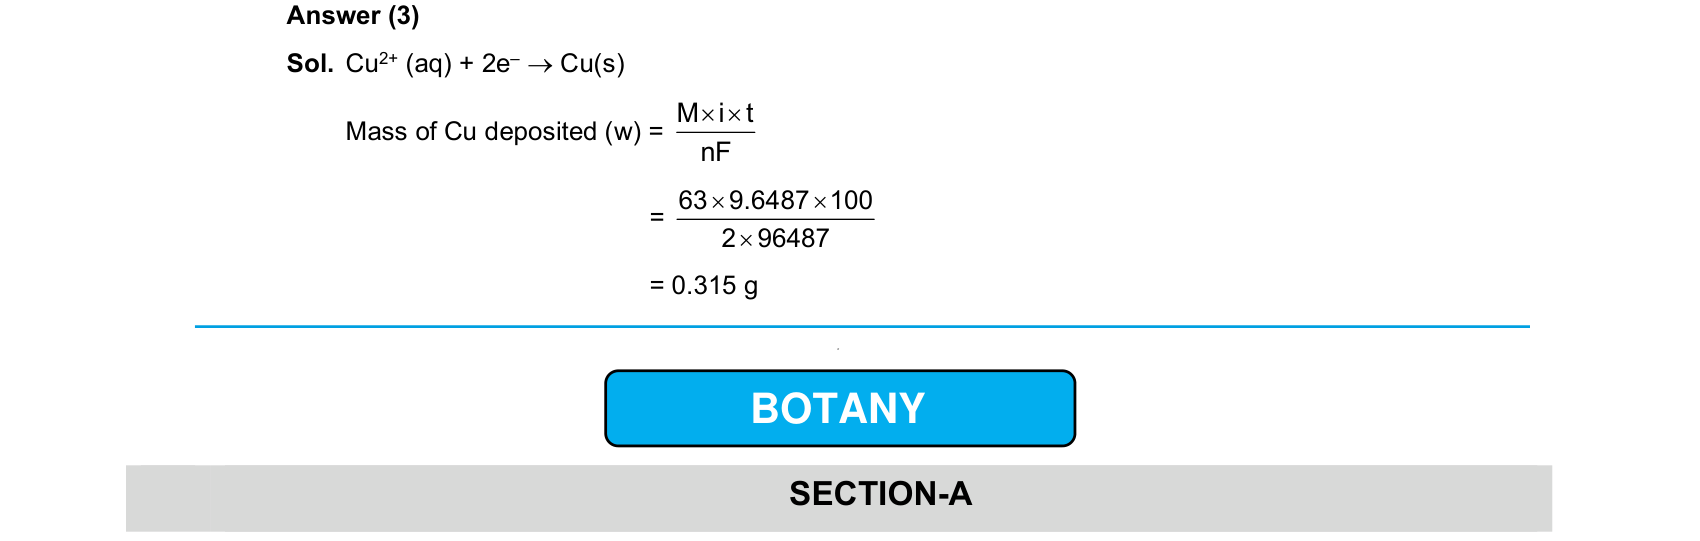 Answer (3)
Sol. Cu²⁺ (aq) + 2e⁻ → Cu(s)
Mass of Cu deposited (w) = M×i×t / nF
= 63×9.6487×100 / 2×96487
= 0.315 g
BOTANY
SECTION-A